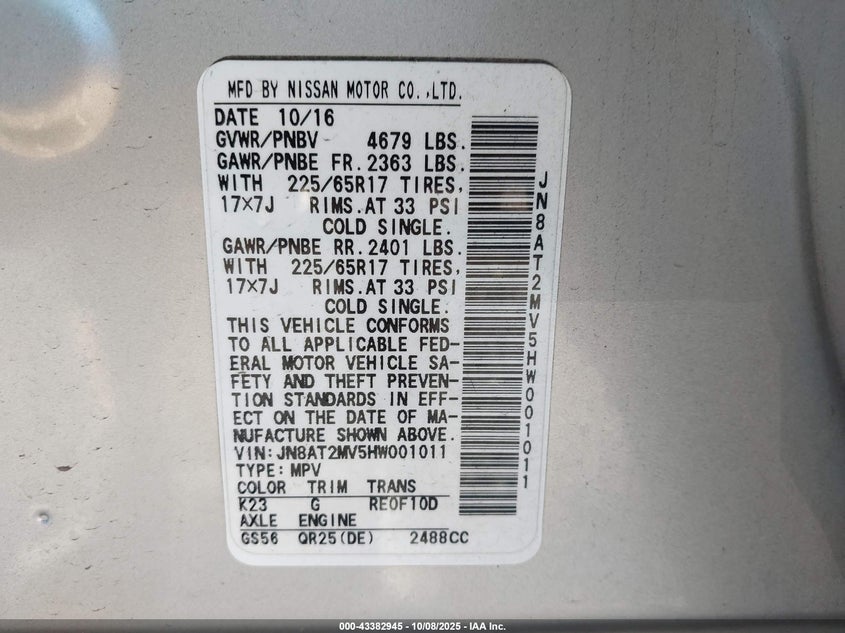 MFD BY NISSAN MOTOR CO.,LTD.
DATE 10/16
GVWR/PNBV 4679 LBS.
GAWR/PNBE FR. 2363 LBS.
WITH 225/65R17 TIRES,
17×7J RIMS.AT 33 PSI
COLD SINGLE.
GAWR/PNBE RR. 2401 LBS.
WITH 225/65R17 TIRES,
17×7J RIMS.AT 33 PSI
COLD SINGLE.
THIS VEHICLE CONFORMS
TO ALL APPLICABLE FED-
ERAL MOTOR VEHICLE SA-
FETY AND THEFT PREVEN-
TION STANDARDS IN EFF-
ECT ON THE DATE OF MA-
NUFACTURE SHOWN ABOVE.
VIN:JN8AT2MV5HW001011
TYPE:MPV
COLOR TRIM TRANS
K23 G RE0F10D
AXLE ENGINE
GS56 QR25(DE) 2488CC
JN8AT2MV5HW001011
000-43382945 - 10/08/2025 - IAA Inc.